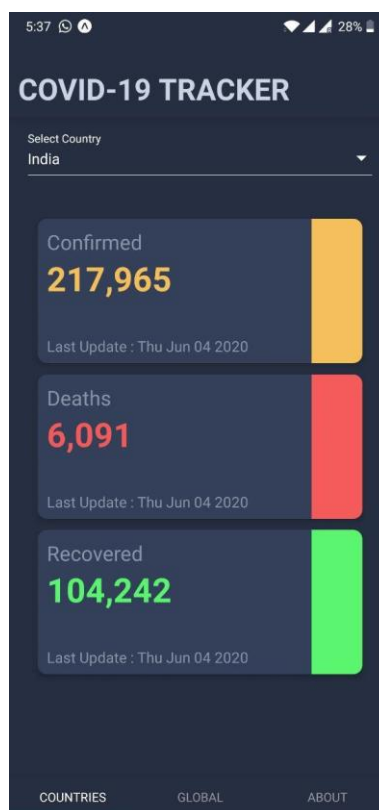 5:37 28%
COVID-19 TRACKER
Select Country
India
Confirmed
217,965
Last Update : Thu Jun 04 2020
Deaths
6,091
Last Update : Thu Jun 04 2020
Recovered
104,242
Last Update : Thu Jun 04 2020
COUNTRIES GLOBAL ABOUT